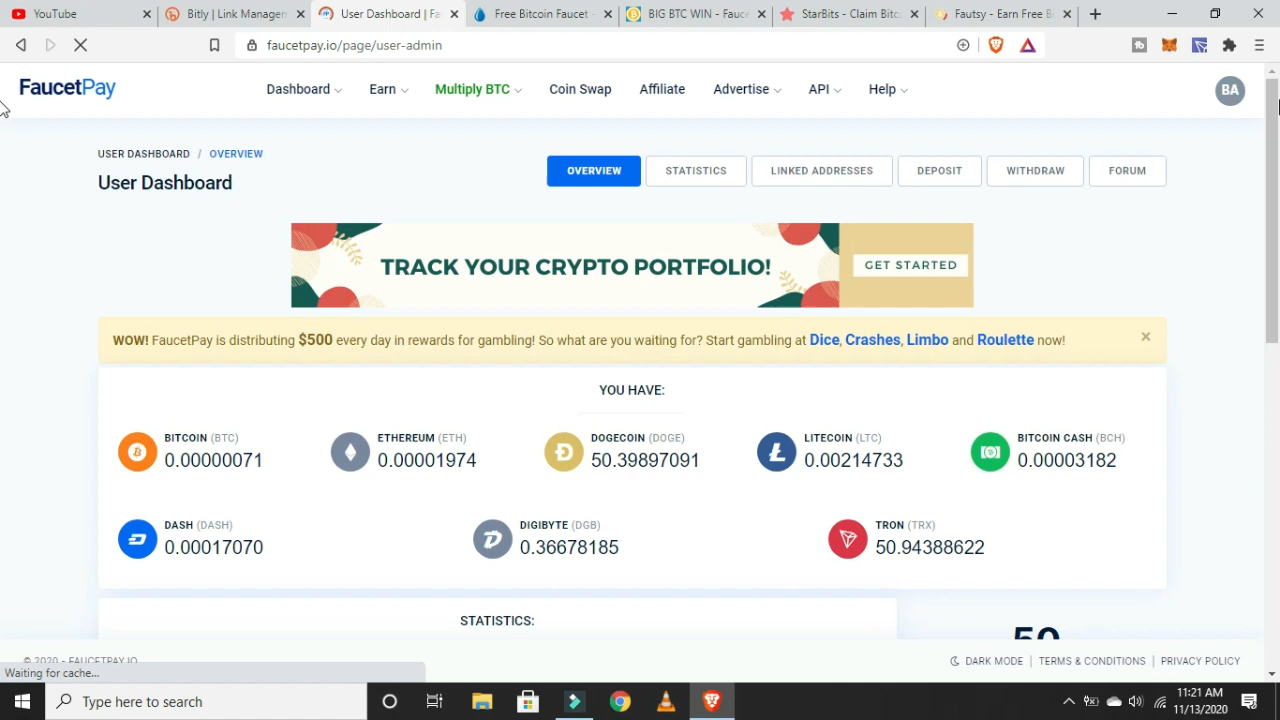 YouTube
Bitly | Link Managem
User Dashboard | Fa
Free Bitcoin Faucet -
BIG BTC WIN - Fauce
StarBits - Claim Bitco
Fautsy - Earn Free B
faucetpay.io/page/user-admin
FaucetPay
Dashboard
Earn
Multiply BTC
Coin Swap
Affiliate
Advertise
API
Help
BA
USER DASHBOARD / OVERVIEW
User Dashboard
OVERVIEW
STATISTICS
LINKED ADDRESSES
DEPOSIT
WITHDRAW
FORUM
TRACK YOUR CRYPTO PORTFOLIO!
GET STARTED
WOW! FaucetPay is distributing $500 every day in rewards for gambling! So what are you waiting for? Start gambling at Dice, Crashes, Limbo and Roulette now!
YOU HAVE:
BITCOIN (BTC)
0.00000071
ETHEREUM (ETH)
0.00001974
DOGECOIN (DOGE)
50.39897091
LITECOIN (LTC)
0.00214733
BITCOIN CASH (BCH)
0.00003182
DASH (DASH)
0.00017070
DIGIBYTE (DGB)
0.36678185
TRON (TRX)
50.94388622
STATISTICS:
50
© 2020 - FAUCETPAY.IO
DARK MODE | TERMS & CONDITIONS | PRIVACY POLICY
Waiting for cache...
Type here to search
11:21 AM
11/13/2020